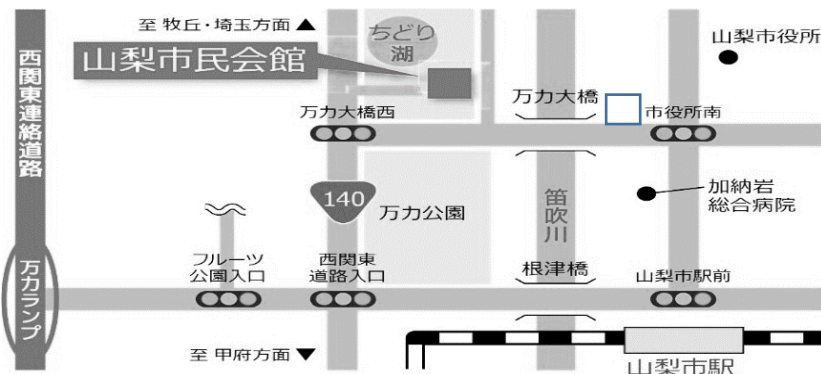 至 牧丘・埼玉方面▲
ちどり
湖
山梨市役所
西関東連絡道路
山梨市民会館
万力大橋西
万力大橋
市役所南
140
万力公園
笛吹川
加納岩
総合病院
フルーツ
公園入口
西関東
道路入口
根津橋
山梨市駅前
万力ランプ
至 甲府方面▼
山梨市駅